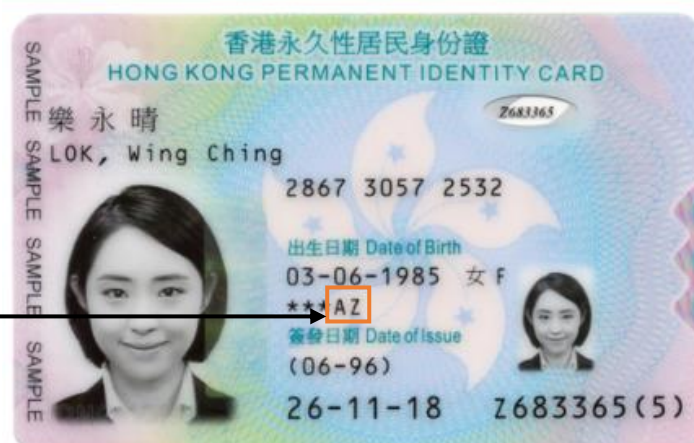 香港永久性居民身份證
HONG KONG PERMANENT IDENTITY CARD
Z683365
樂永晴
LOK, Wing Ching
2867 3057 2532
出生日期 Date of Birth
03-06-1985 女 F
***AZ
簽發日期 Date of Issue
(06-96)
26-11-18 Z683365(5)
SAMPLE SAMPLE SAMPLE SAMPLE SAMPLE